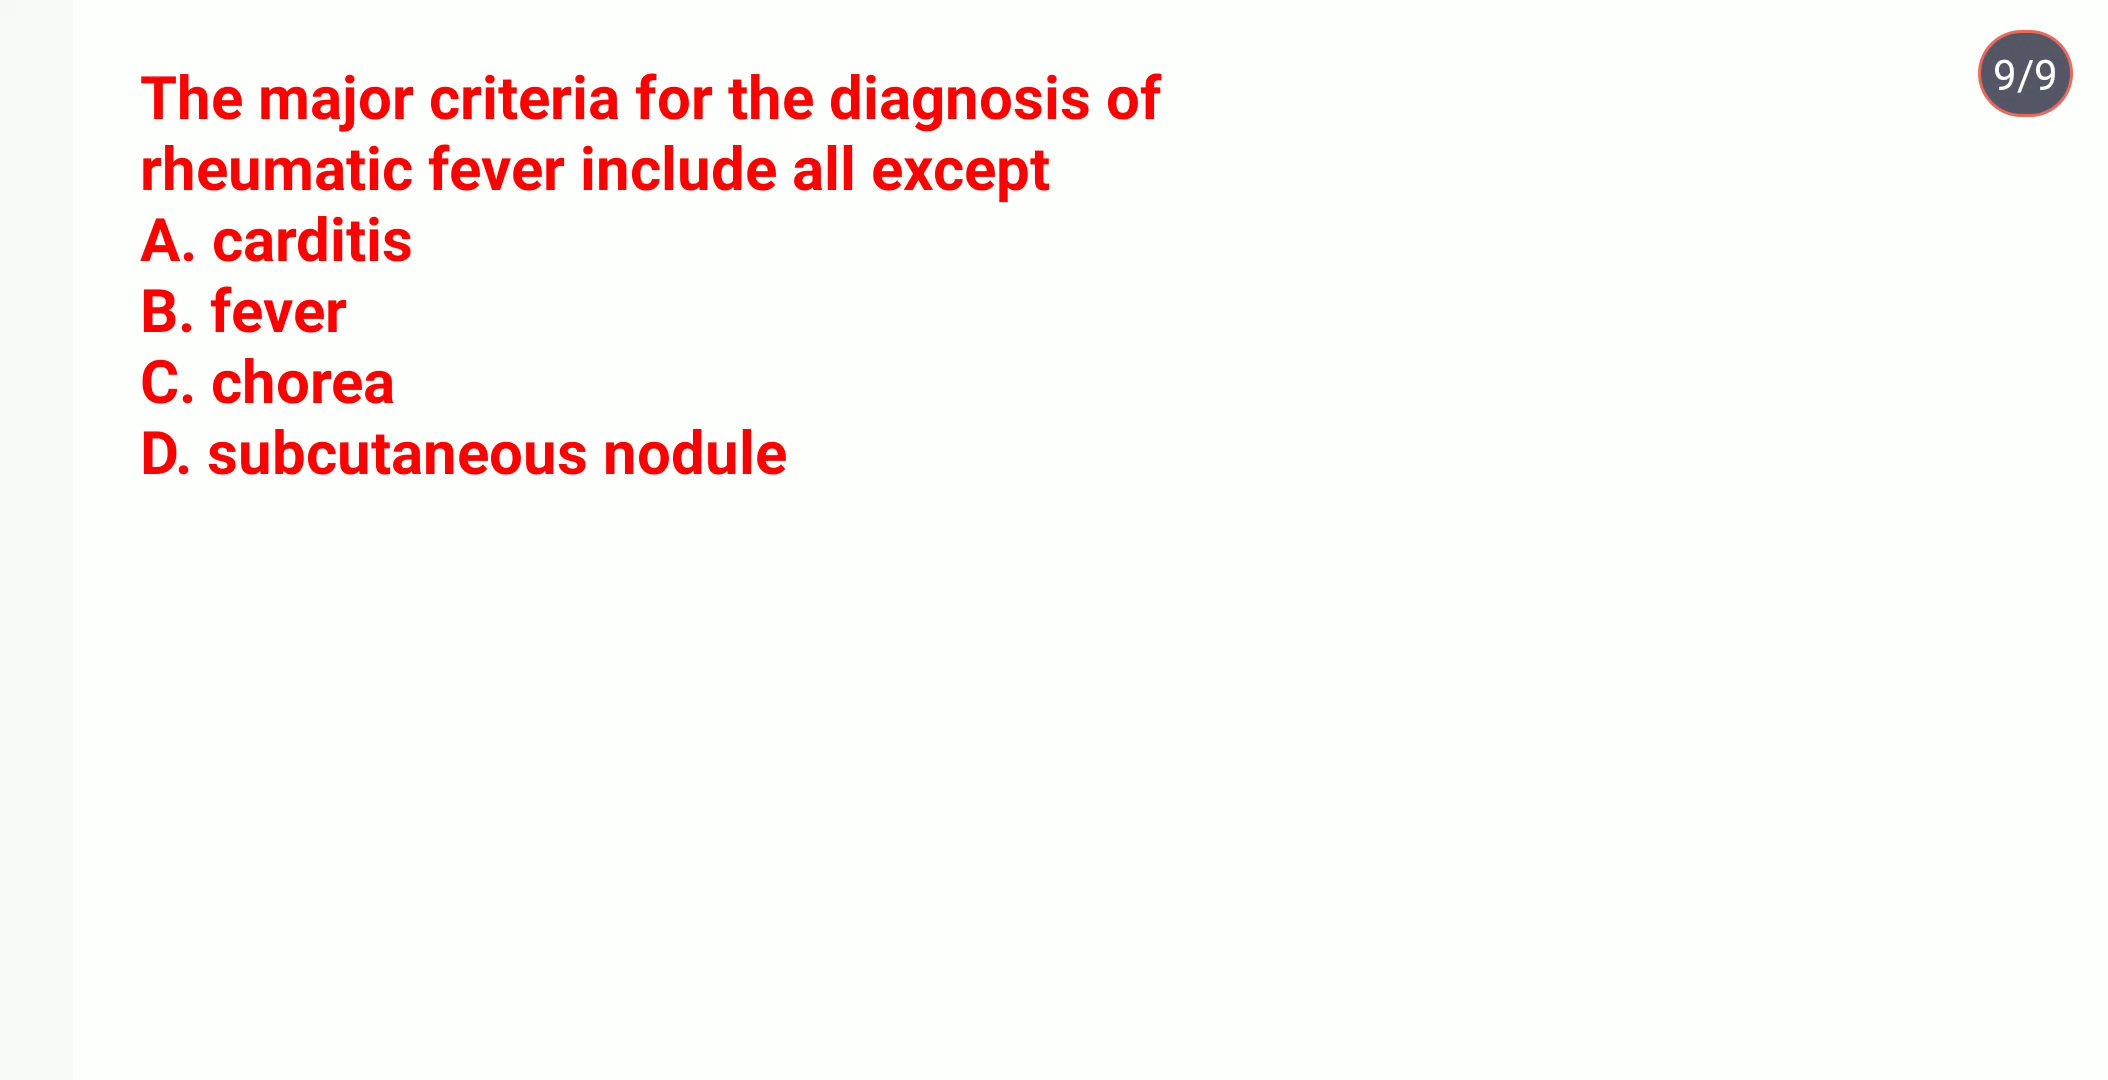 The major criteria for the diagnosis of
rheumatic fever include all except
A. carditis
B. fever
C. chorea
D. subcutaneous nodule
9/9